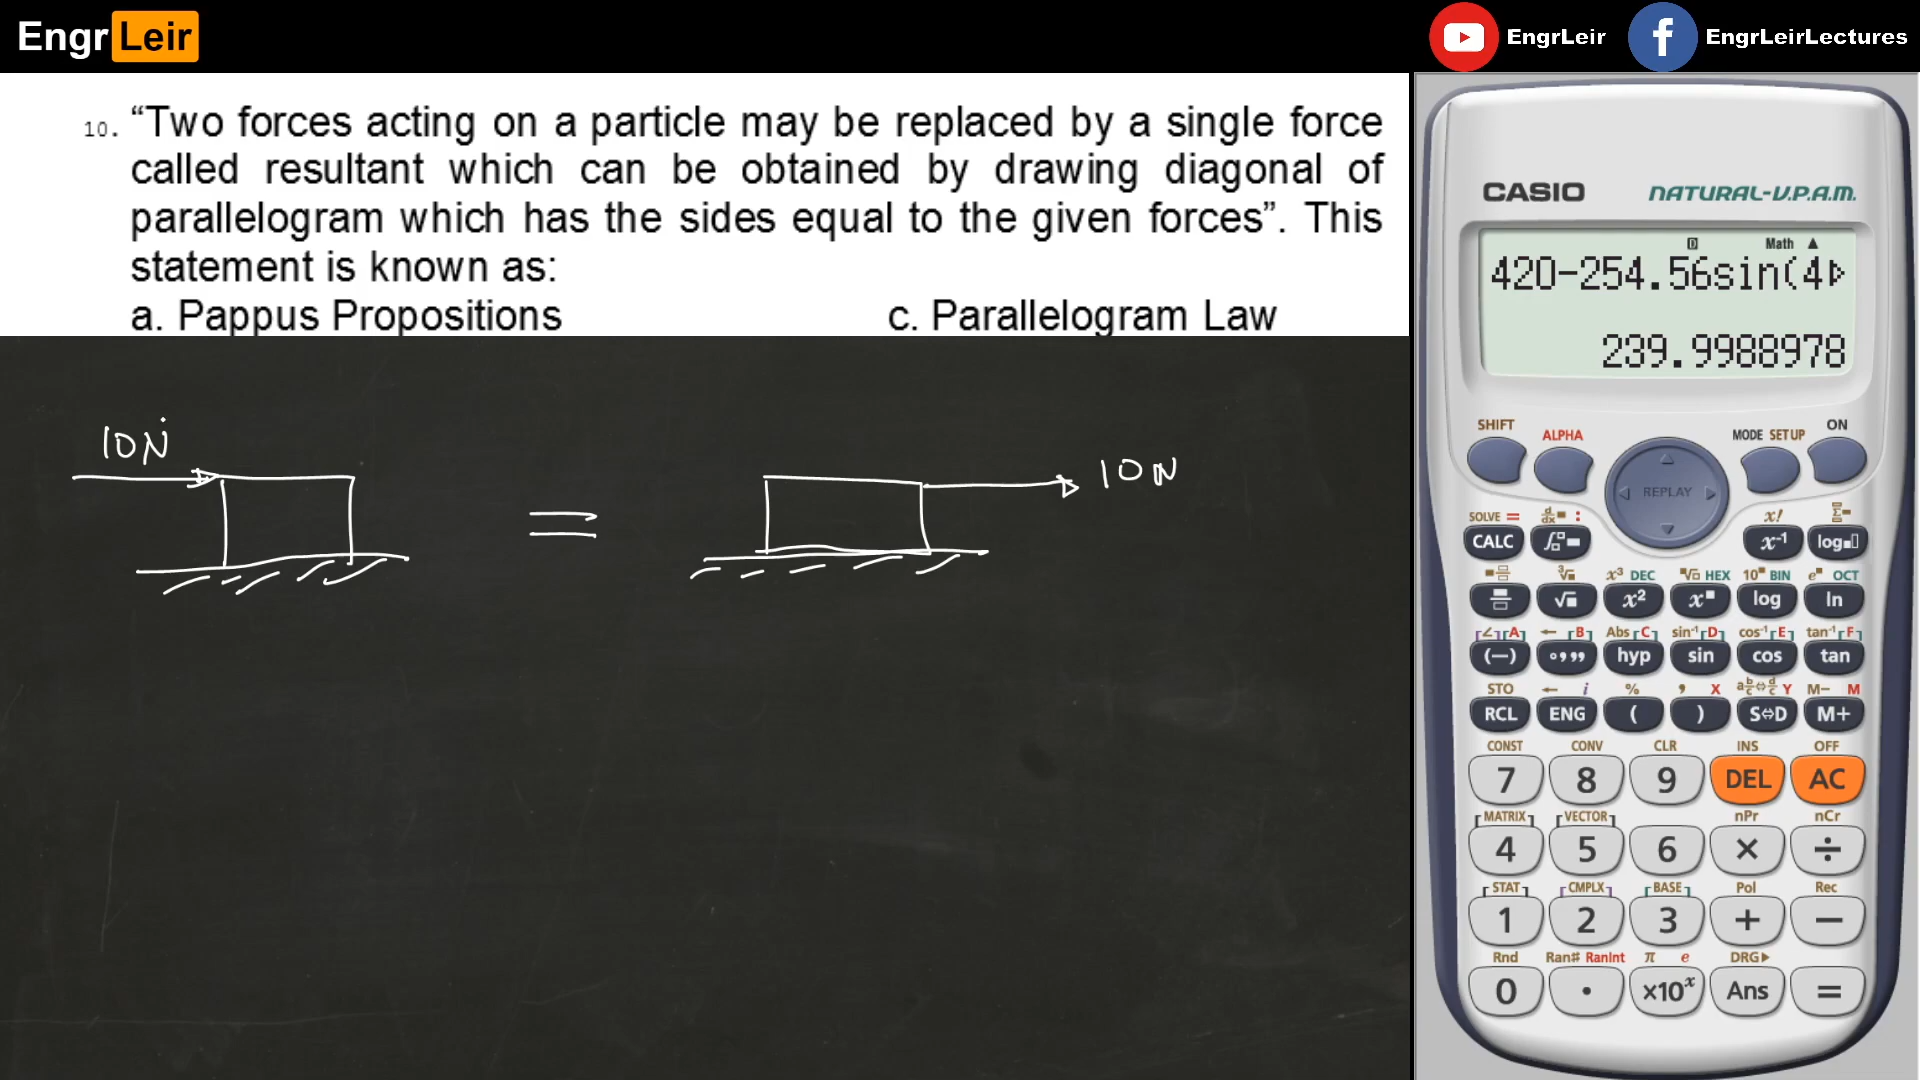 Engr Leir
EngrLeir
EngrLeirLectures
10. “Two forces acting on a particle may be replaced by a single force
called resultant which can be obtained by drawing diagonal of
parallelogram which has the sides equal to the given forces”. This
statement is known as:
a. Pappus Propositions c. Parallelogram Law
10N
=
10N
CASIO NATURAL-V.P.A.M.
D Math ▲
420-254.56sin(4
239.9988978
SHIFT ALPHA MODE SETUP ON
REPLAY
SOLVE = d/dx : x! Σ
CALC x⁻¹ log
x³ DEC HEX 10 BIN e OCT
√ x² x log ln
∠ A ← B Abs C sin⁻¹ D cos⁻¹ E tan⁻¹ F
(−) hyp sin cos tan
STO ← i % , X a b/c⇔d/c Y M− M
RCL ENG ( ) S⇔D M+
CONST CONV CLR INS OFF
7 8 9 DEL AC
MATRIX VECTOR nPr nCr
4 5 6 × ÷
STAT CMPLX BASE Pol Rec
1 2 3 + −
Rnd Ran# RanInt π e DRG▶
0 . ×10ˣ Ans =